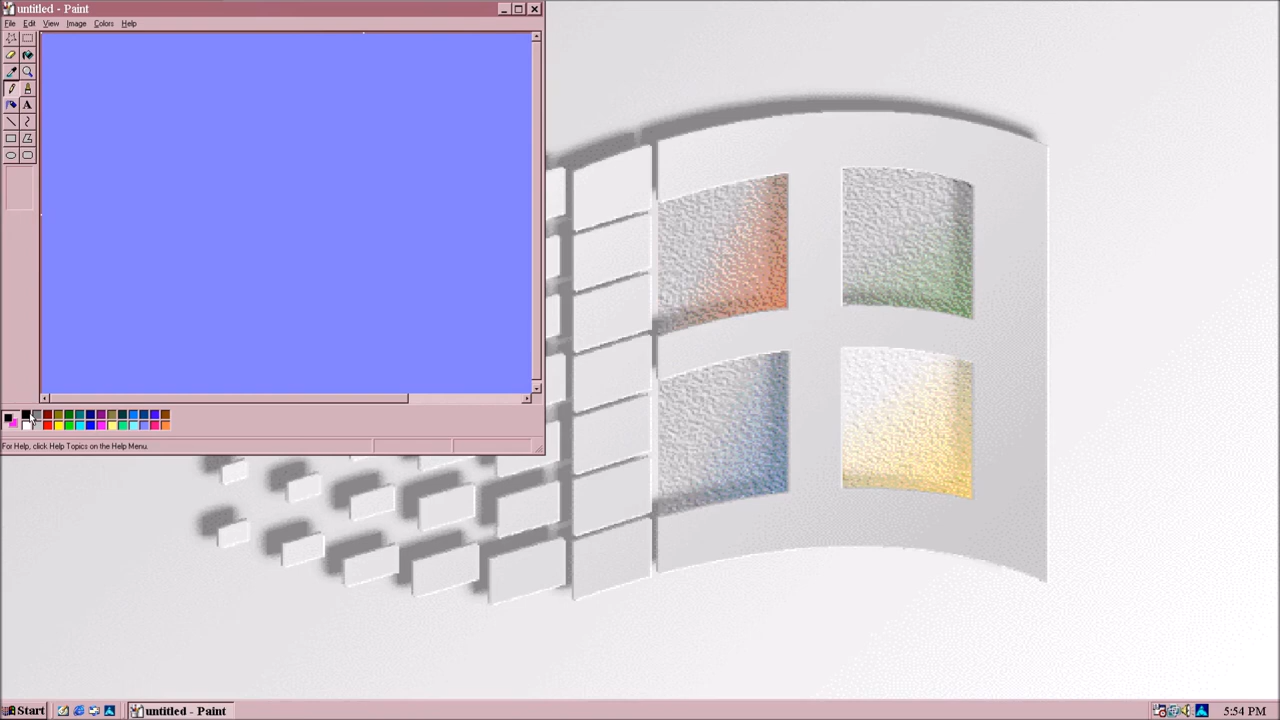 untitled - Paint
File Edit View Image Colors Help
A
For Help, click Help Topics on the Help Menu.
Start untitled - Paint 5:54 PM